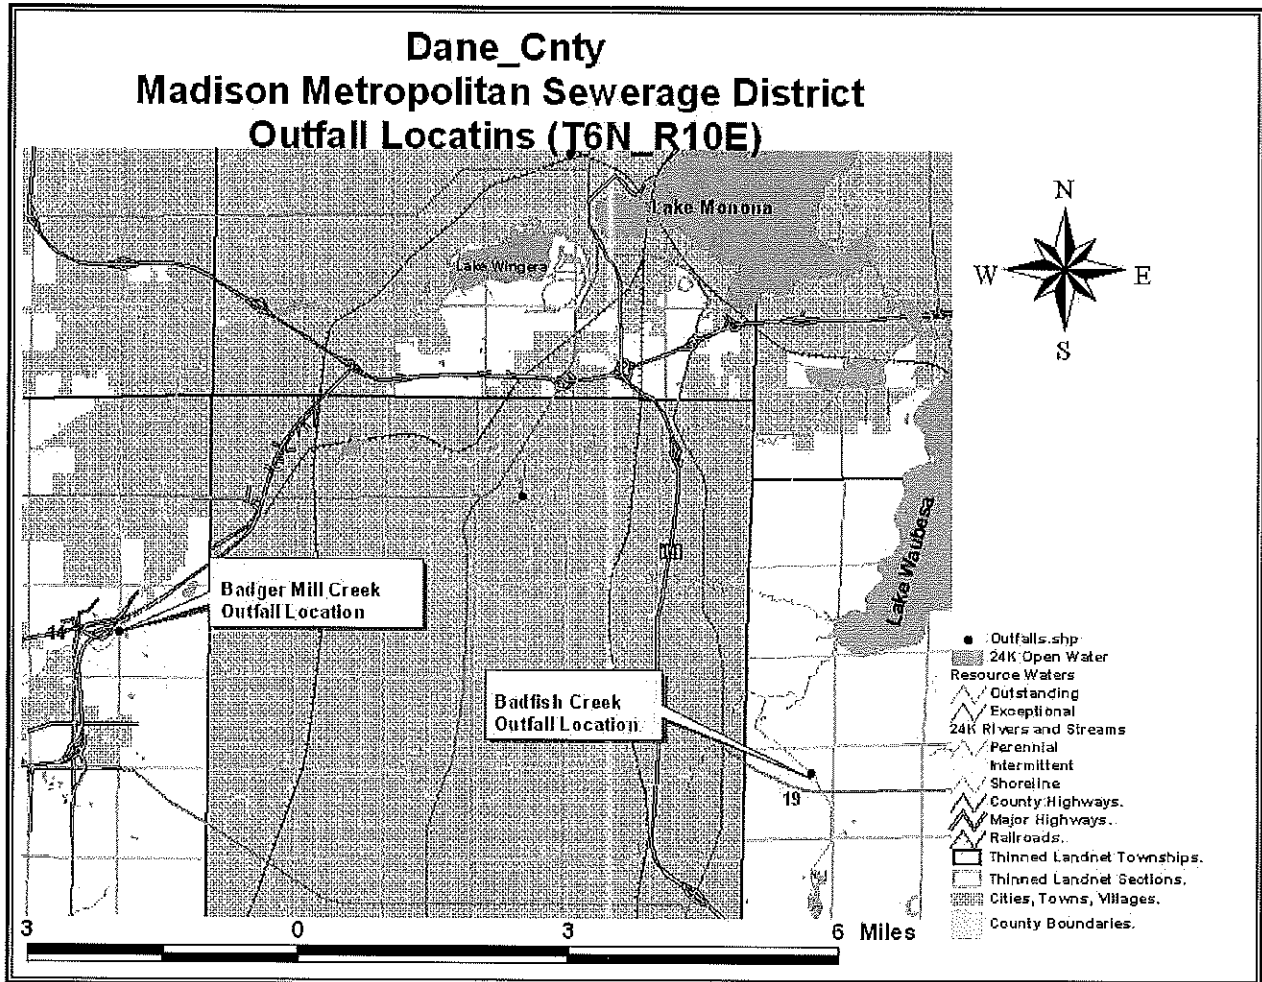 Dane_Cnty
Madison Metropolitan Sewerage District
Outfall Locatins (T6N_R10E)
Lake Monona
Lake Wingera
N
W
E
S
Lake Waubesa
14
Badger Mill Creek
Outfall Location
Badfish Creek
Outfall Location
19
Outfalls.shp
24K Open Water
Resource Waters
Outstanding
Exceptional
24K Rivers and Streams
Perennial
Intermittent
Shoreline
County Highways.
Major Highways.
Railroads.
Thinned Landnet Townships.
Thinned Landnet Sections.
Cities, Towns, Villages.
County Boundaries.
3 0 3 6 Miles